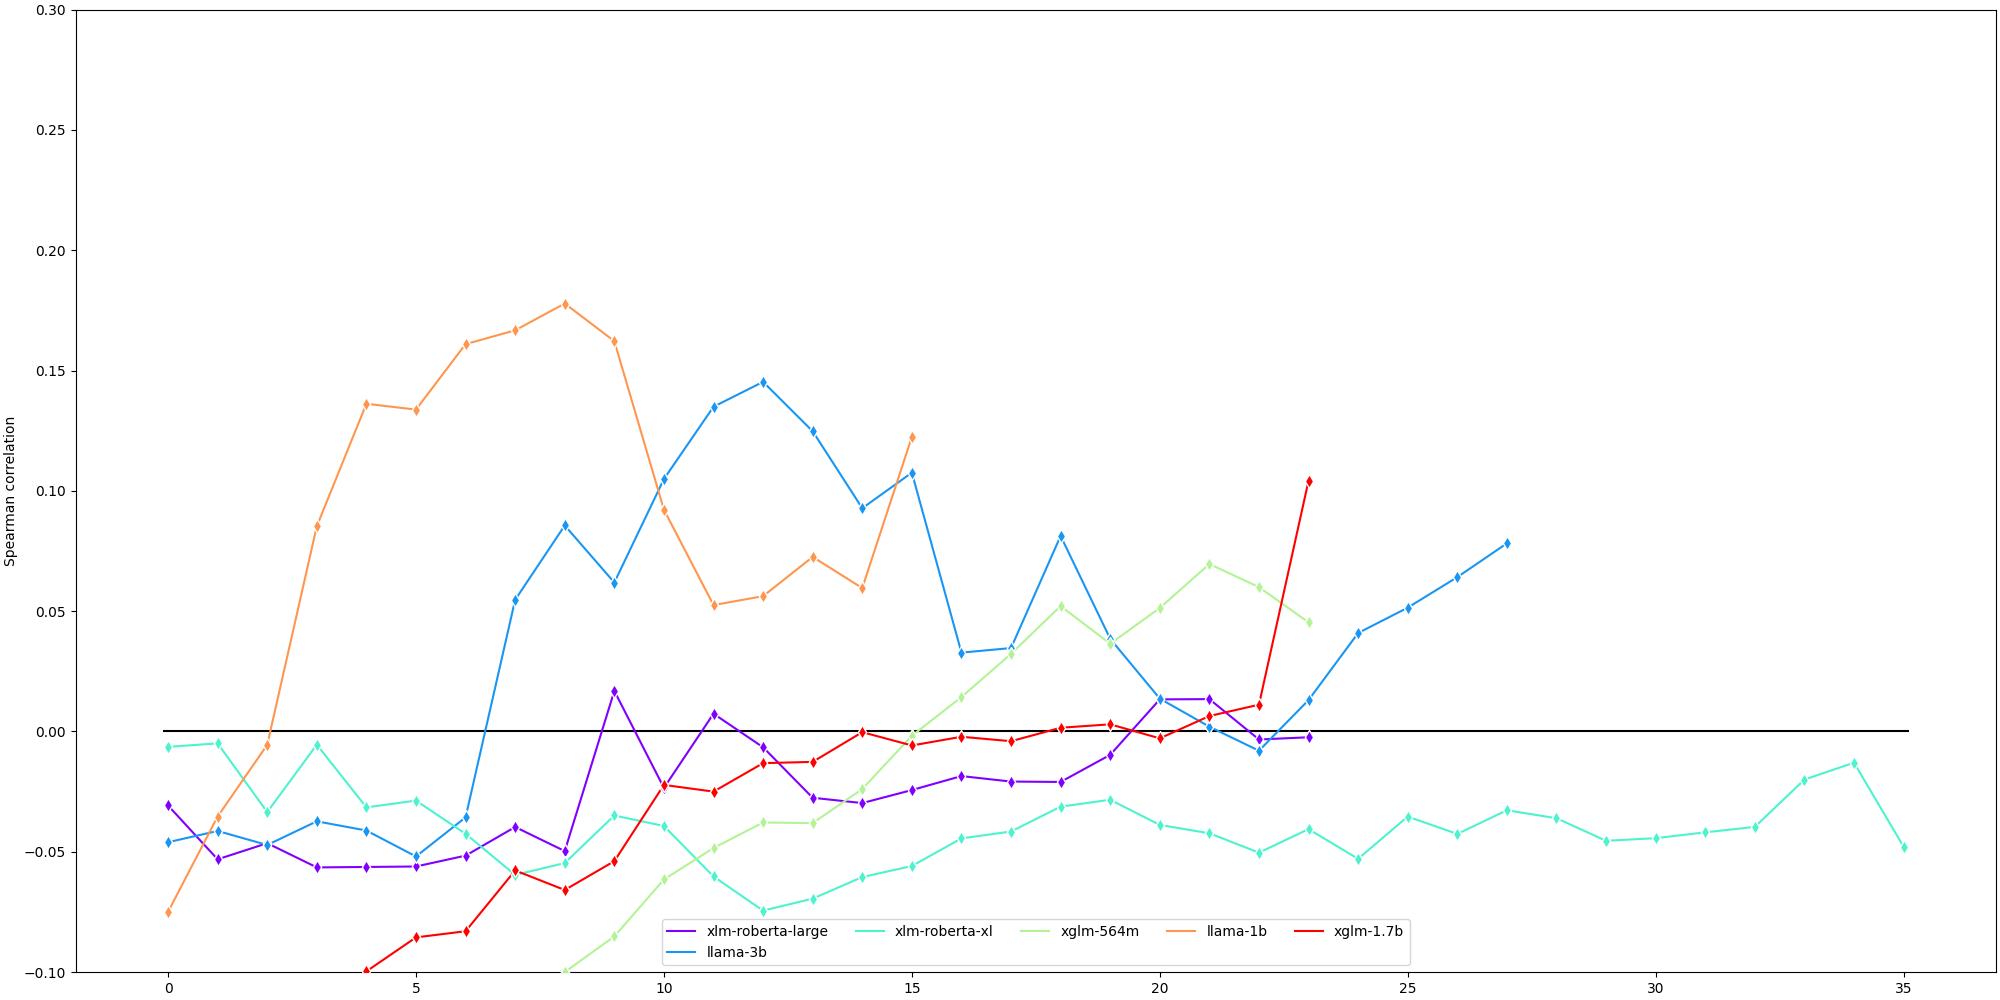 0.30
0.25
0.20
0.15
0.10
0.05
0.00
−0.05
−0.10
Spearman correlation
xlm-roberta-large xlm-roberta-xl xglm-564m llama-1b xglm-1.7b
llama-3b
0 5 10 15 20 25 30 35